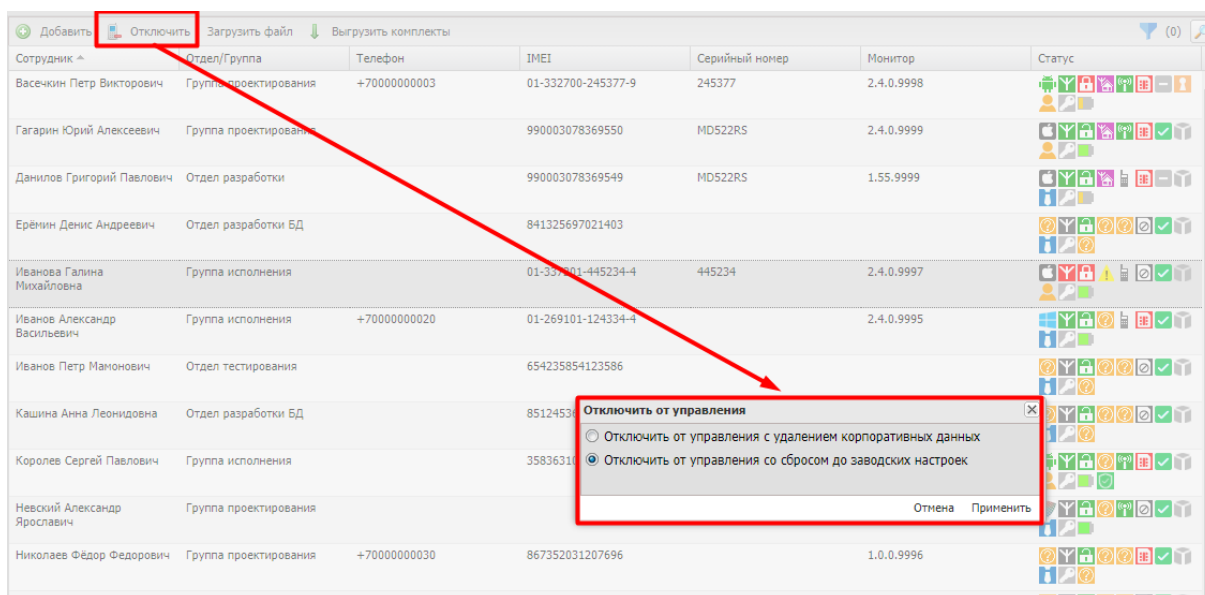 Добавить Отключить Загрузить файл Выгрузить комплекты (0)
Сотрудник Отдел/Группа Телефон IMEI Серийный номер Монитор Статус
Васечкин Петр Викторович Группа проектирования +70000000003 01-332700-245377-9 245377 2.4.0.9998
Гагарин Юрий Алексеевич Группа проектирования 990003078369550 MD522RS 2.4.0.9999
Данилов Григорий Павлович Отдел разработки 990003078369549 MD522RS 1.55.9999
Ерёмин Денис Андреевич Отдел разработки БД 841325697021403
Иванова Галина Группа исполнения 01-337201-445234-4 445234 2.4.0.9997
Михайловна
Иванов Александр Группа исполнения +70000000020 01-269101-124334-4 2.4.0.9995
Васильевич
Иванов Петр Мамонович Отдел тестирования 654235854123586
Кашина Анна Леонидовна Отдел разработки БД
Отключить от управления
Отключить от управления с удалением корпоративных данных
Королев Сергей Павлович Группа исполнения
Отключить от управления со сбросом до заводских настроек
Невский Александр Группа проектирования
Ярославич
Отмена Применить
Николаев Фёдор Федорович Группа проектирования +70000000030 867352031207696 1.0.0.9996